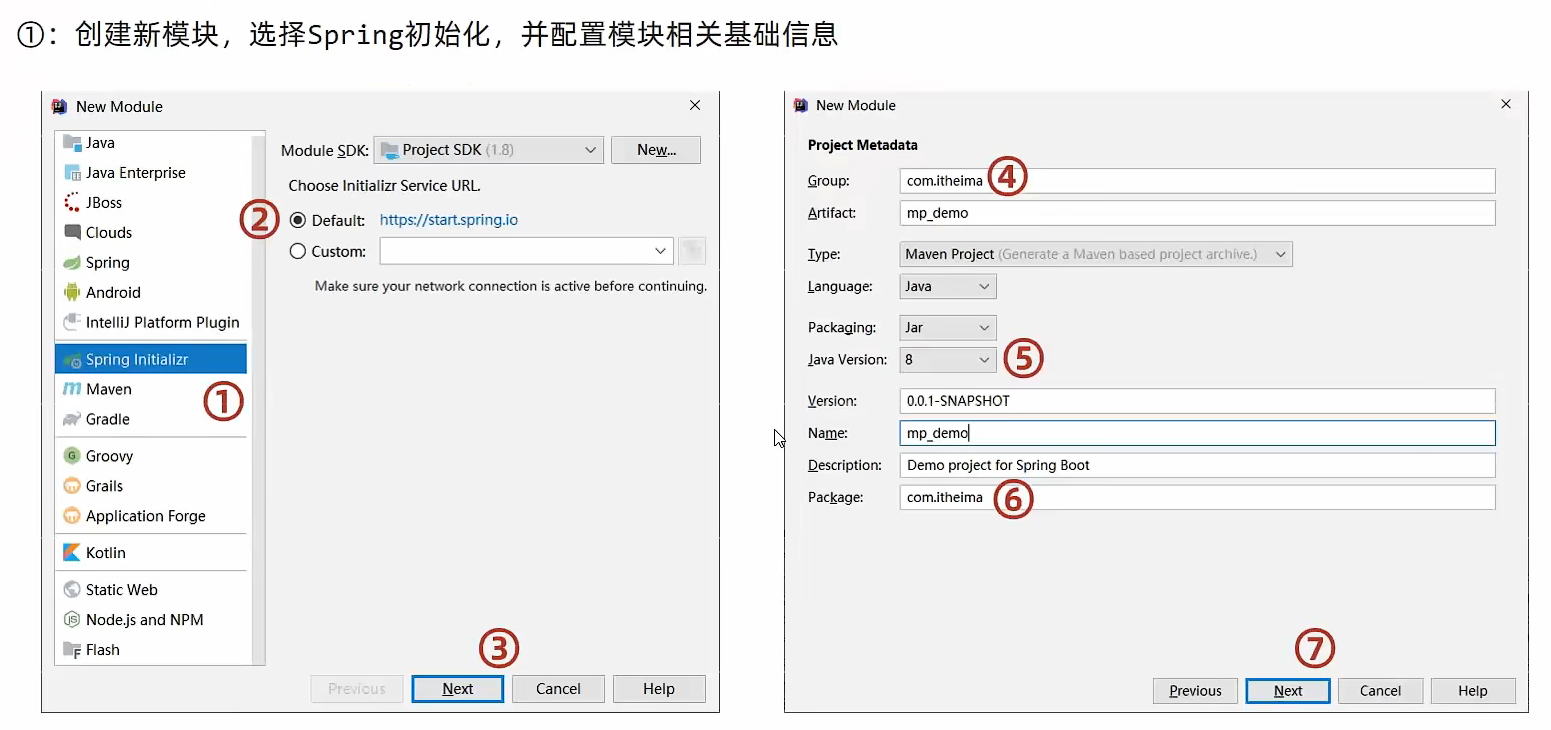 ①：创建新模块，选择Spring初始化，并配置模块相关基础信息
New Module
Java
Java Enterprise
JBoss
Clouds
Spring
Android
IntelliJ Platform Plugin
Spring Initializr
①
Maven
Gradle
Groovy
Grails
Application Forge
Kotlin
Static Web
Node.js and NPM
Flash
Module SDK: Project SDK (1.8) New...
Choose Initializr Service URL.
② Default: https://start.spring.io
Custom:
Make sure your network connection is active before continuing.
③
Previous Next Cancel Help
New Module
Project Metadata
Group: com.itheima ④
Artifact: mp_demo
Type: Maven Project (Generate a Maven based project archive.)
Language: Java
Packaging: Jar
Java Version: 8 ⑤
Version: 0.0.1-SNAPSHOT
Name: mp_demo
Description: Demo project for Spring Boot
Package: com.itheima ⑥
⑦
Previous Next Cancel Help